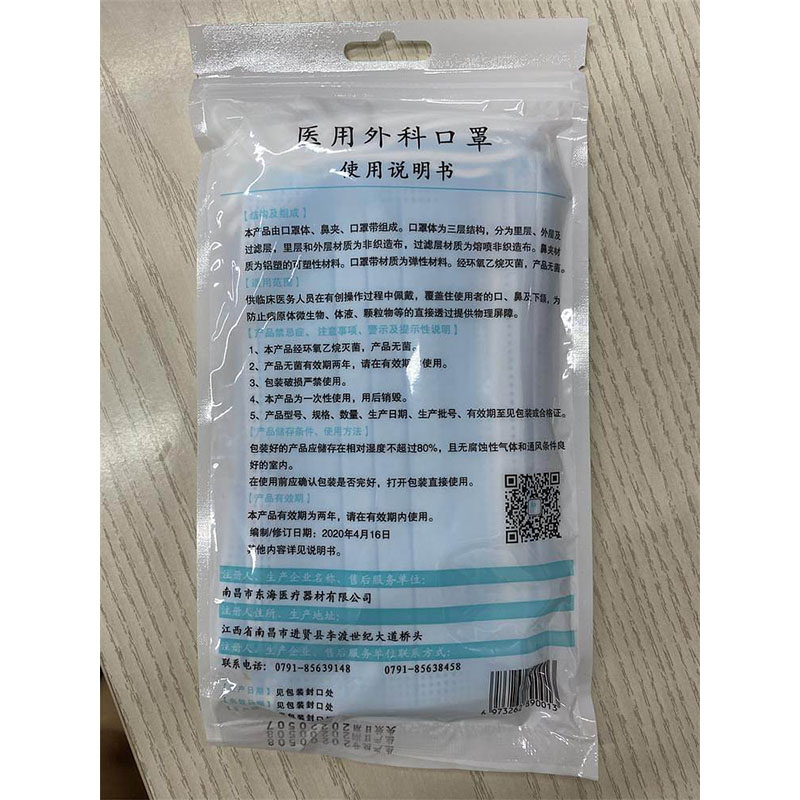 医用外科口罩
使用说明书
【结构及组成】
本产品由口罩体、鼻夹、口罩带组成。口罩体为三层结构，分为里层、外层及
过滤层，里层和外层材质为非织造布，过滤层材质为熔喷非织造布。鼻夹材
质为铝塑的可塑性材料。口罩带材质为弹性材料。经环氧乙烷灭菌，产品无菌。
【适用范围】
供临床医务人员在有创操作过程中佩戴，覆盖住使用者的口、鼻及下颌，为
防止病原体微生物、体液、颗粒物等的直接透过提供物理屏障。
【产品禁忌症、注意事项、警示及提示性说明】
1、本产品经环氧乙烷灭菌，产品无菌。
2、产品无菌有效期两年，请在有效期内使用。
3、包装破损严禁使用。
4、本产品为一次性使用，用后销毁。
5、产品型号、规格、数量、生产日期、生产批号、有效期至见包装或合格证。
【产品储存条件、使用方法】
包装好的产品应储存在相对湿度不超过80%，且无腐蚀性气体和通风条件良
好的室内。
在使用前应确认包装是否完好，打开包装直接使用。
【产品有效期】
本产品有效期为两年，请在有效期内使用。
编制/修订日期：2020年4月16日
其他内容详见说明书。
注册人、生产企业名称、售后服务单位：
南昌市东海医疗器材有限公司
注册人住所、生产地址：
江西省南昌市进贤县李渡世纪大道桥头
注册人、生产企业、售后服务单位联系方式：
联系电话：0791-85639148 0791-85638458
生产日期】见包装封口处
见包装封口处
见包装封口处